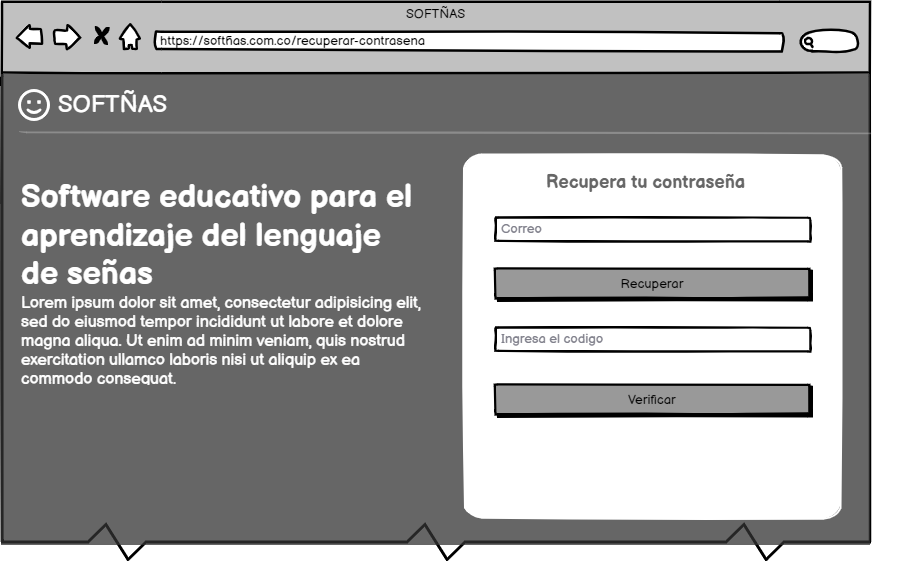 SOFTÑAS
https://softñas.com.co/recuperar-contrasena
SOFTÑAS
Software educativo para el
aprendizaje del lenguaje
de señas
Lorem ipsum dolor sit amet, consectetur adipisicing elit,
sed do eiusmod tempor incididunt ut labore et dolore
magna aliqua. Ut enim ad minim veniam, quis nostrud
exercitation ullamco laboris nisi ut aliquip ex ea
commodo consequat.
Recupera tu contraseña
Correo
Recuperar
Ingresa el codigo
Verificar